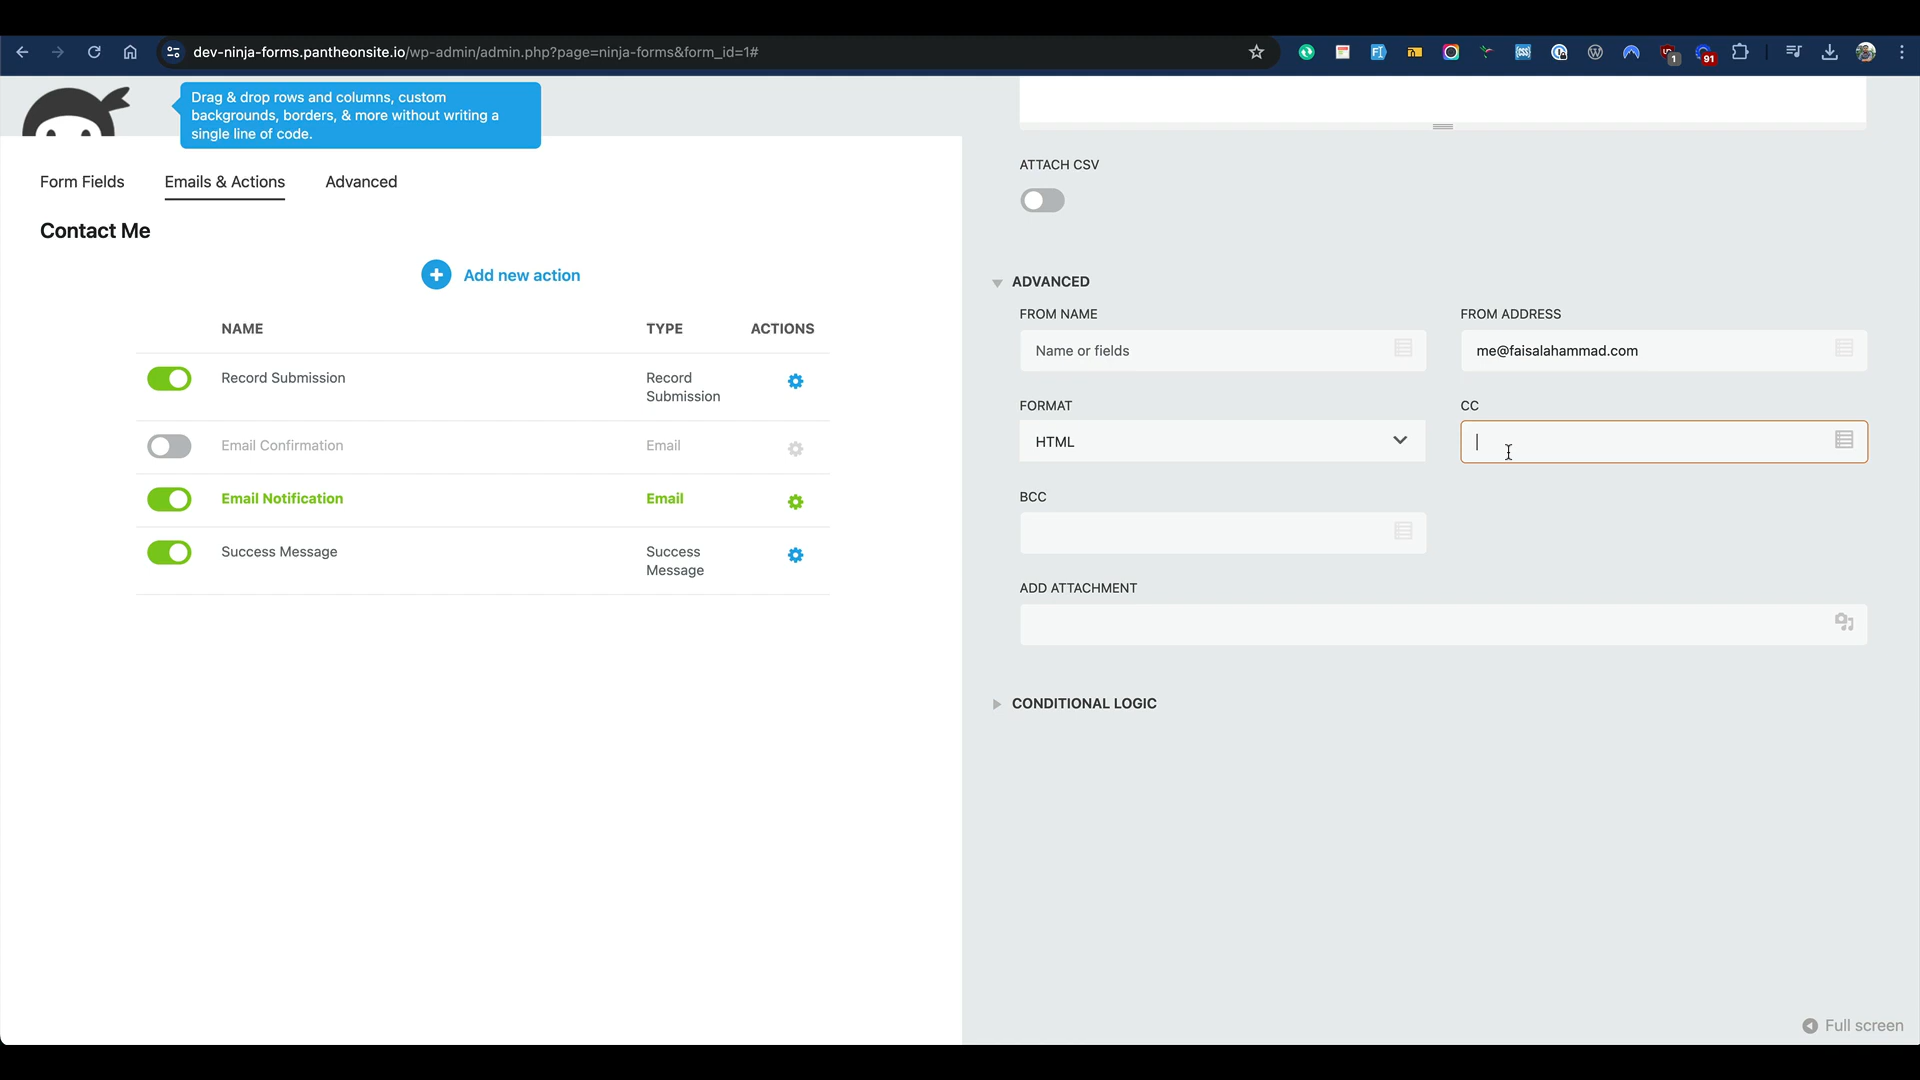 dev-ninja-forms.pantheonsite.io/wp-admin/admin.php?page=ninja-forms&form_id=1#
1
91
Drag & drop rows and columns, custom
backgrounds, borders, & more without writing a
single line of code.
Form Fields
Emails & Actions
Advanced
Contact Me
Add new action
NAME
TYPE
ACTIONS
Record Submission
Record
Submission
Email Confirmation
Email
Email Notification
Email
Success Message
Success
Message
ATTACH CSV
ADVANCED
FROM NAME
FROM ADDRESS
Name or fields
me@faisalahammad.com
FORMAT
CC
HTML
BCC
ADD ATTACHMENT
CONDITIONAL LOGIC
Full screen